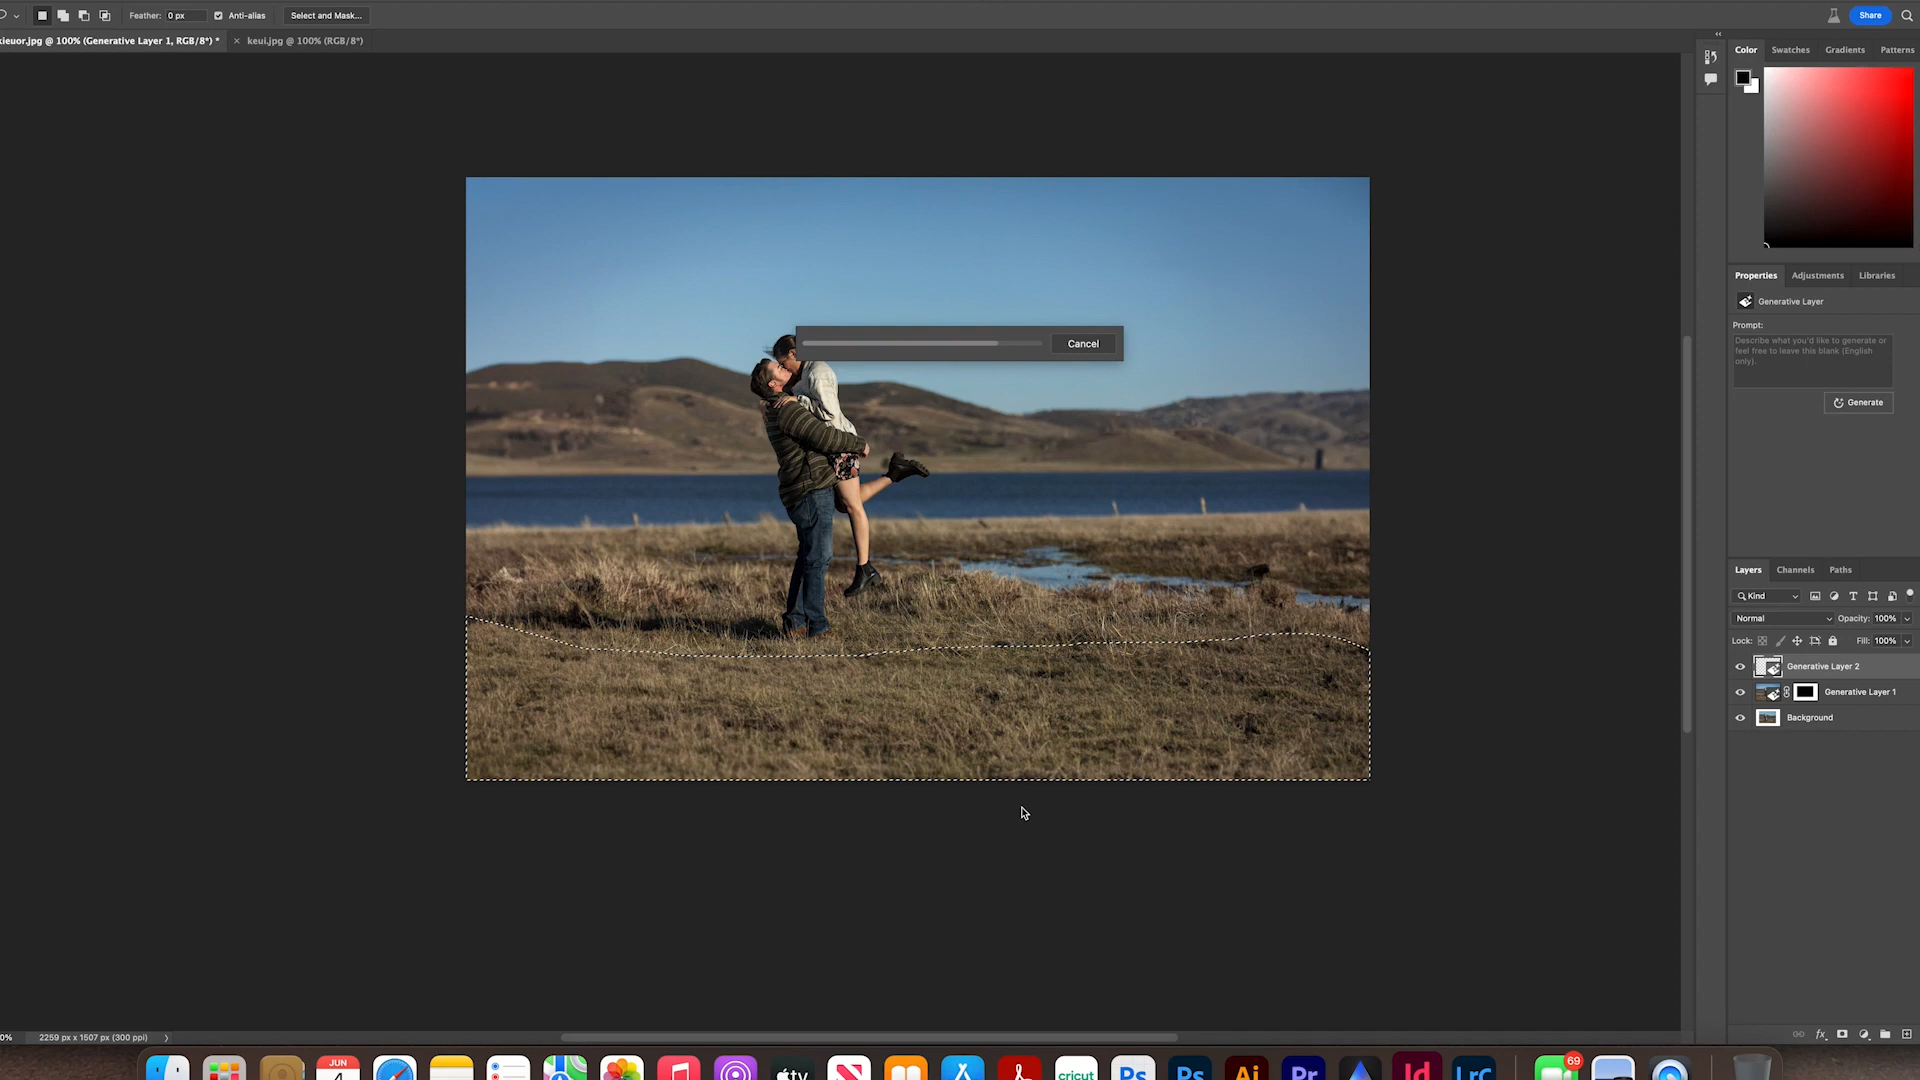 Feather: 0 px Anti-alias Select and Mask... Share
kieuor.jpg @ 100% (Generative Layer 1, RGB/8*) * × keui.jpg @ 100% (RGB/8*)
Color Swatches Gradients Patterns
Cancel
Properties Adjustments Libraries
Generative Layer
Prompt:
Describe what you'd like to generate or
feel free to leave this blank (English
only).
Generate
Layers Channels Paths
Kind
Normal Opacity: 100%
Lock: Fill: 100%
Generative Layer 2
Generative Layer 1
Background
0% 2259 px x 1507 px (300 ppi)
fx
JUN 69
tv cricut Ps Ps Ai Pr Id LrC